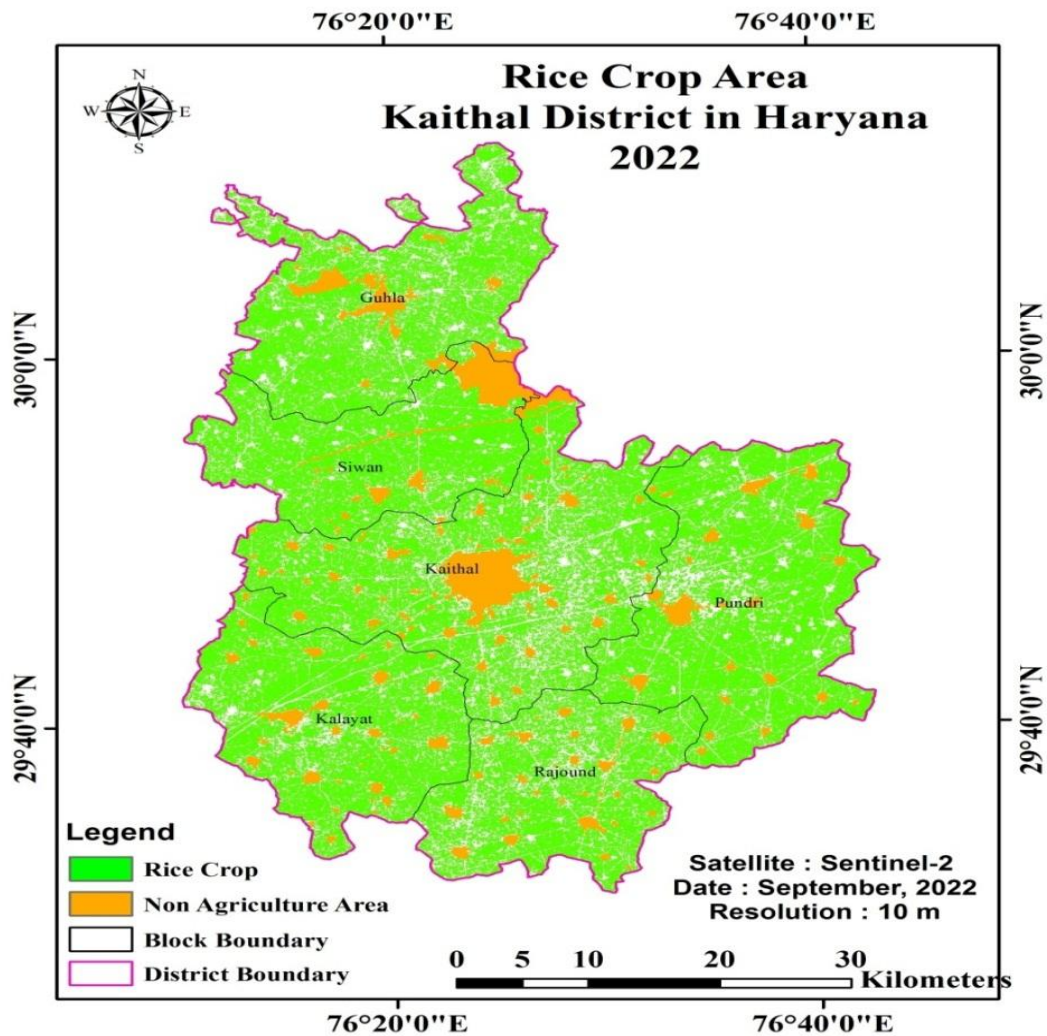 76°20'0"E
76°40'0"E
Rice Crop Area
Kaithal District in Haryana
2022
N
W
E
S
Guhla
30°0'0"N
30°0'0"N
Siwan
Kaithal
Pundri
29°40'0"N
29°40'0"N
Kalayat
Rajound
Legend
Rice Crop
Non Agriculture Area
Block Boundary
District Boundary
Satellite : Sentinel-2
Date : September, 2022
Resolution : 10 m
0 5 10 20 30
Kilometers
76°20'0"E
76°40'0"E